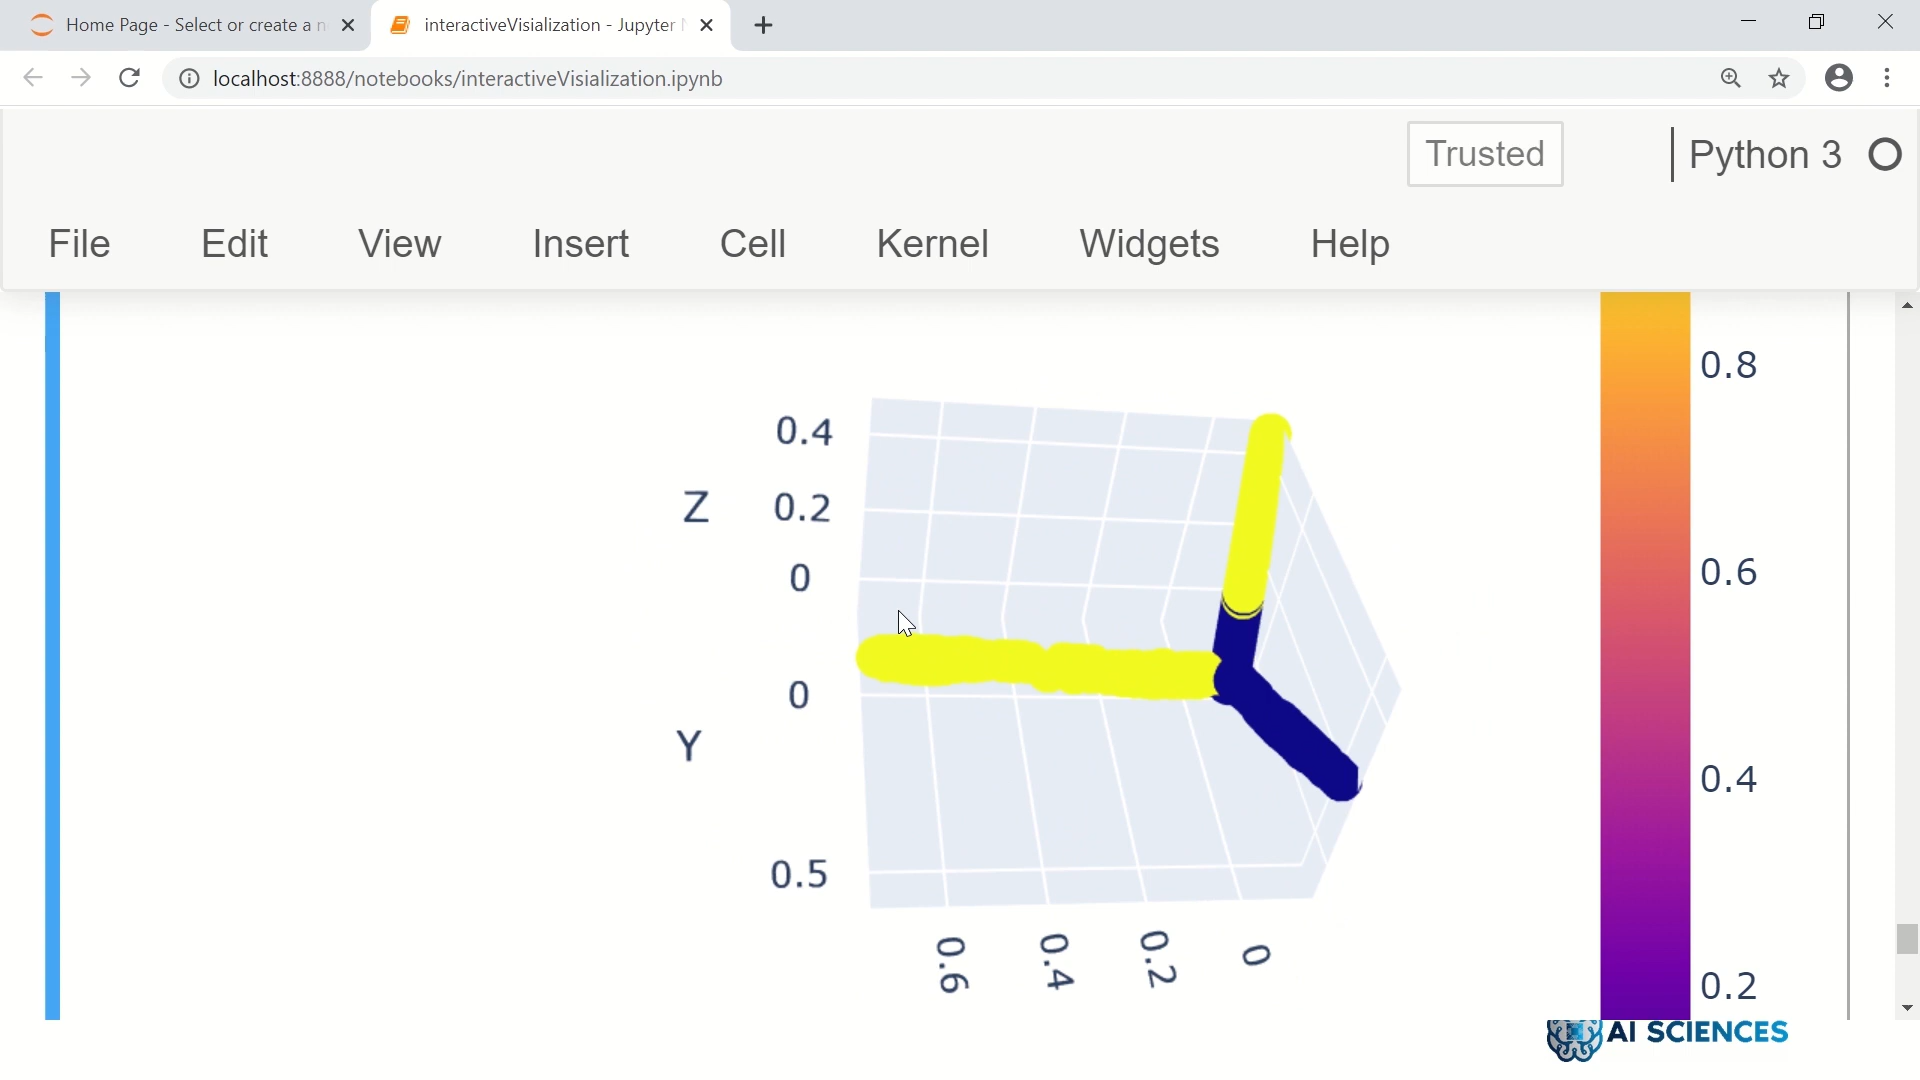 Home Page - Select or create a n
interactiveVisialization - Jupyter
localhost:8888/notebooks/interactiveVisialization.ipynb
Trusted
Python 3
File Edit View Insert Cell Kernel Widgets Help
0.8
0.4
Z 0.2
0
0.6
0
Y
0.4
0.5
0.6 0.4 0.2 0
0.2
AI SCIENCES